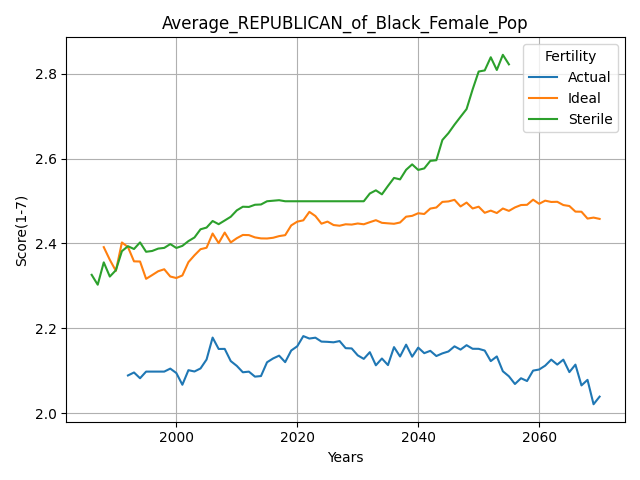 Average_REPUBLICAN_of_Black_Female_Pop
Fertility
Actual
Ideal
Sterile
Score(1-7)
2.8
2.6
2.4
2.2
2.0
2000
2020
2040
2060
Years